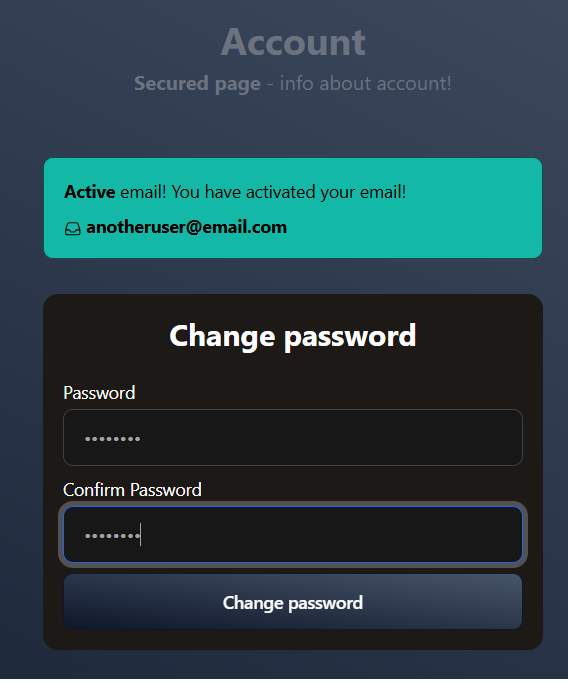 Account
Secured page - info about account!
Active email! You have activated your email!
anotheruser@email.com
Change password
Password
••••••••
Confirm Password
••••••••
Change password